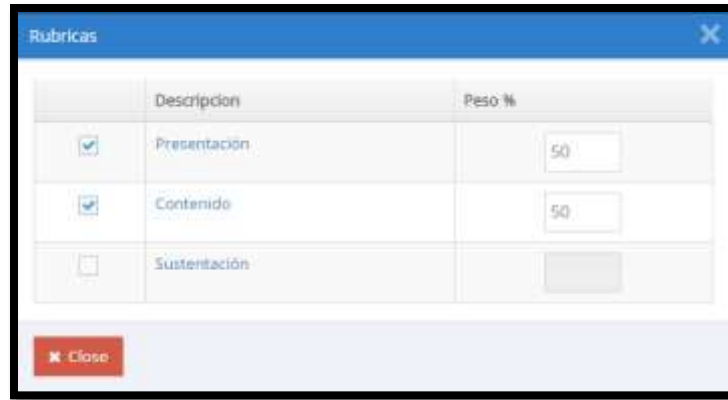 Rubricas
Descripcion Peso %
Presentación 50
Contenido 50
Sustentación
Close